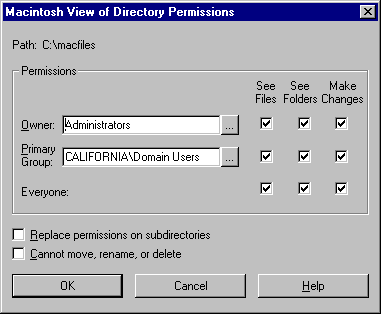 Macintosh View of Directory Permissions
Path: C:\macfiles
Permissions
See Files
See Folders
Make Changes
Owner: Administrators ...
Primary Group: CALIFORNIA\Domain Users ...
Everyone:
Replace permissions on subdirectories
Cannot move, rename, or delete
OK Cancel Help